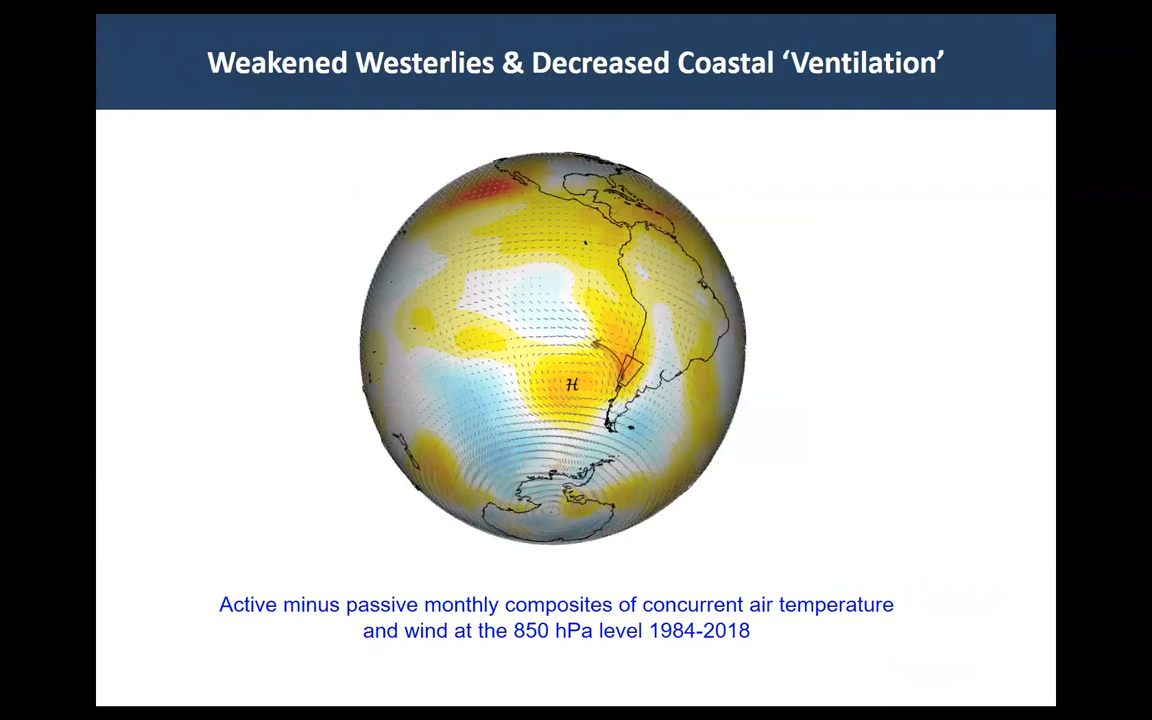 Weakened Westerlies & Decreased Coastal ‘Ventilation’
H
Active minus passive monthly composites of concurrent air temperature
and wind at the 850 hPa level 1984-2018